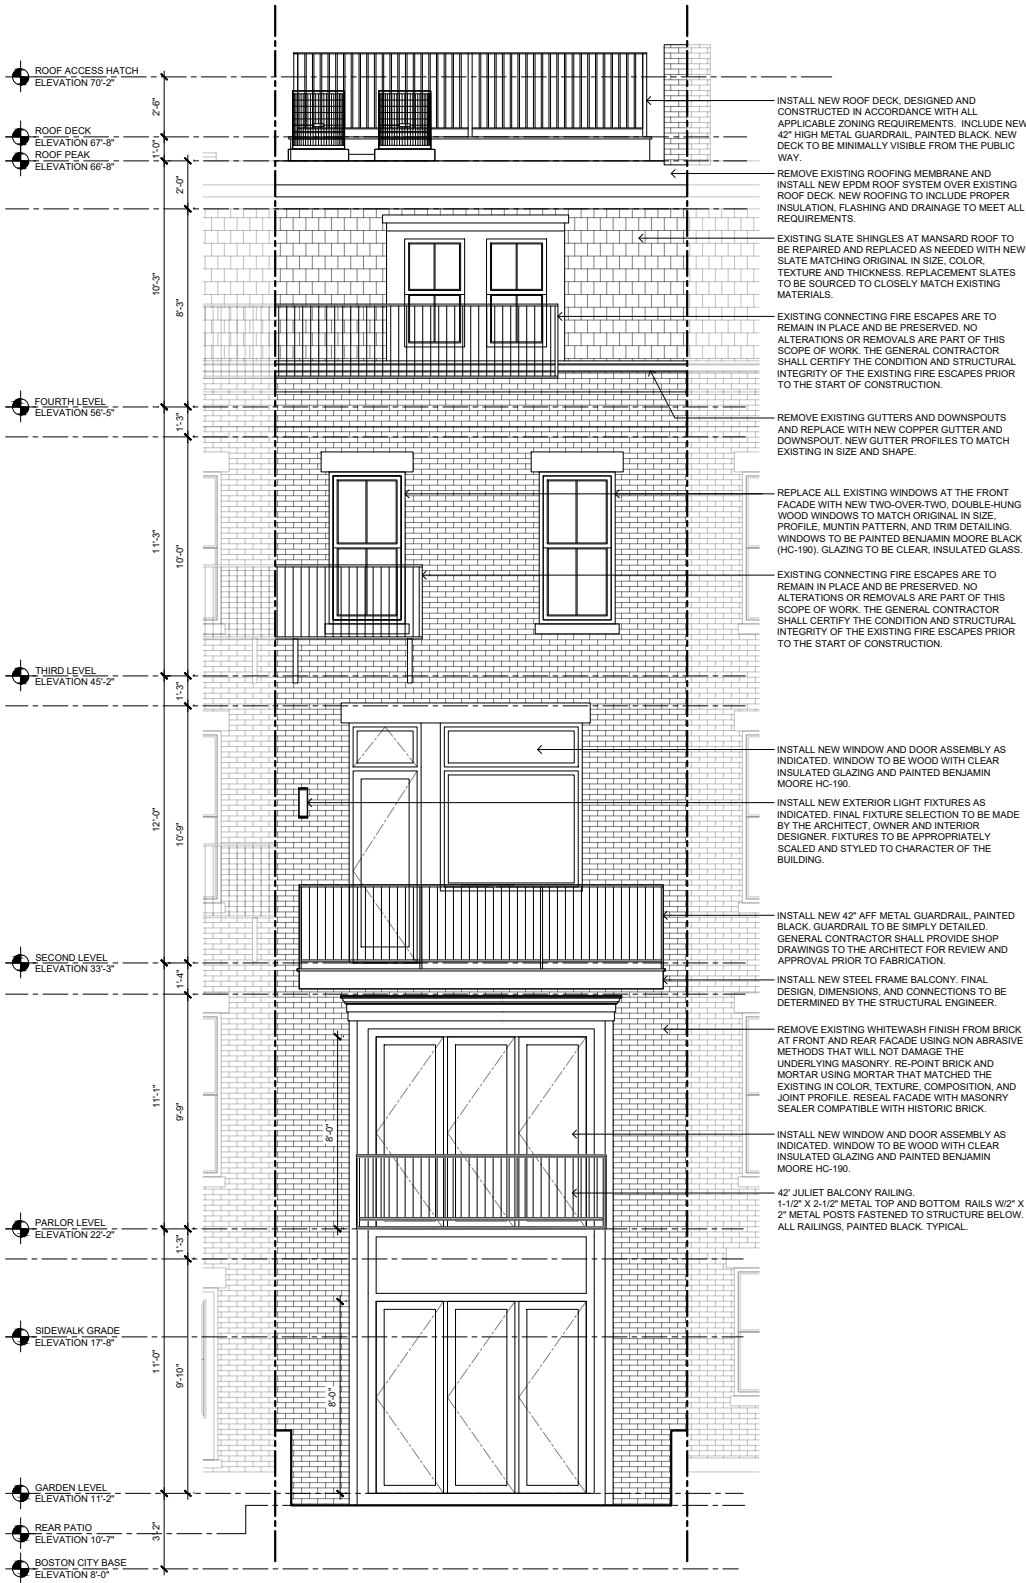 ROOF ACCESS HATCH
ELEVATION 70'-2"
2'-6"
ROOF DECK
ELEVATION 67'-8"
1'-0"
ROOF PEAK
ELEVATION 66'-8"
2'-0"
10'-3"
8'-3"
FOURTH LEVEL
ELEVATION 56'-5"
1'-3"
11'-3"
10'-0"
THIRD LEVEL
ELEVATION 45'-2"
1'-3"
12'-0"
10'-9"
SECOND LEVEL
ELEVATION 33'-3"
1'-4"
11'-1"
9'-9"
8'-0"
PARLOR LEVEL
ELEVATION 22'-2"
1'-3"
SIDEWALK GRADE
ELEVATION 17'-8"
11'-0"
9'-10"
8'-0"
GARDEN LEVEL
ELEVATION 11'-2"
REAR PATIO
ELEVATION 10'-7"
3'-2"
BOSTON CITY BASE
ELEVATION 8'-0"
INSTALL NEW ROOF DECK, DESIGNED AND
CONSTRUCTED IN ACCORDANCE WITH ALL
APPLICABLE ZONING REQUIREMENTS. INCLUDE NEW
42" HIGH METAL GUARDRAIL, PAINTED BLACK. NEW
DECK TO BE MINIMALLY VISIBLE FROM THE PUBLIC
WAY.
REMOVE EXISTING ROOFING MEMBRANE AND
INSTALL NEW EPDM ROOF SYSTEM OVER EXISTING
ROOF DECK. NEW ROOFING TO INCLUDE PROPER
INSULATION, FLASHING AND DRAINAGE TO MEET ALL
REQUIREMENTS.
EXISTING SLATE SHINGLES AT MANSARD ROOF TO
BE REPAIRED AND REPLACED AS NEEDED WITH NEW
SLATE MATCHING ORIGINAL IN SIZE, COLOR,
TEXTURE AND THICKNESS. REPLACEMENT SLATES
TO BE SOURCED TO CLOSELY MATCH EXISTING
MATERIALS.
EXISTING CONNECTING FIRE ESCAPES ARE TO
REMAIN IN PLACE AND BE PRESERVED. NO
ALTERATIONS OR REMOVALS ARE PART OF THIS
SCOPE OF WORK. THE GENERAL CONTRACTOR
SHALL CERTIFY THE CONDITION AND STRUCTURAL
INTEGRITY OF THE EXISTING FIRE ESCAPES PRIOR
TO THE START OF CONSTRUCTION.
REMOVE EXISTING GUTTERS AND DOWNSPOUTS
AND REPLACE WITH NEW COPPER GUTTER AND
DOWNSPOUT. NEW GUTTER PROFILES TO MATCH
EXISTING IN SIZE AND SHAPE.
REPLACE ALL EXISTING WINDOWS AT THE FRONT
FACADE WITH NEW TWO-OVER-TWO, DOUBLE-HUNG
WOOD WINDOWS TO MATCH ORIGINAL IN SIZE,
PROFILE, MUNTIN PATTERN, AND TRIM DETAILING.
WINDOWS TO BE PAINTED BENJAMIN MOORE BLACK
(HC-190). GLAZING TO BE CLEAR, INSULATED GLASS.
EXISTING CONNECTING FIRE ESCAPES ARE TO
REMAIN IN PLACE AND BE PRESERVED. NO
ALTERATIONS OR REMOVALS ARE PART OF THIS
SCOPE OF WORK. THE GENERAL CONTRACTOR
SHALL CERTIFY THE CONDITION AND STRUCTURAL
INTEGRITY OF THE EXISTING FIRE ESCAPES PRIOR
TO THE START OF CONSTRUCTION.
INSTALL NEW WINDOW AND DOOR ASSEMBLY AS
INDICATED. WINDOW TO BE WOOD WITH CLEAR
INSULATED GLAZING AND PAINTED BENJAMIN
MOORE HC-190.
INSTALL NEW EXTERIOR LIGHT FIXTURES AS
INDICATED. FINAL FIXTURE SELECTION TO BE MADE
BY THE ARCHITECT, OWNER AND INTERIOR
DESIGNER. FIXTURES TO BE APPROPRIATELY
SCALED AND STYLED TO CHARACTER OF THE
BUILDING.
INSTALL NEW 42" AFF METAL GUARDRAIL, PAINTED
BLACK. GUARDRAIL TO BE SIMPLY DETAILED.
GENERAL CONTRACTOR SHALL PROVIDE SHOP
DRAWINGS TO THE ARCHITECT FOR REVIEW AND
APPROVAL PRIOR TO FABRICATION.
INSTALL NEW STEEL FRAME BALCONY. FINAL
DESIGN, DIMENSIONS, AND CONNECTIONS TO BE
DETERMINED BY THE STRUCTURAL ENGINEER.
REMOVE EXISTING WHITEWASH FINISH FROM BRICK
AT FRONT AND REAR FACADE USING NON ABRASIVE
METHODS THAT WILL NOT DAMAGE THE
UNDERLYING MASONRY. RE-POINT BRICK AND
MORTAR USING MORTAR THAT MATCHED THE
EXISTING IN COLOR, TEXTURE, COMPOSITION, AND
JOINT PROFILE. RESEAL FACADE WITH MASONRY
SEALER COMPATIBLE WITH HISTORIC BRICK.
INSTALL NEW WINDOW AND DOOR ASSEMBLY AS
INDICATED. WINDOW TO BE WOOD WITH CLEAR
INSULATED GLAZING AND PAINTED BENJAMIN
MOORE HC-190.
42' JULIET BALCONY RAILING.
1-1/2" X 2-1/2" METAL TOP AND BOTTOM RAILS W/2" X
2" METAL POSTS FASTENED TO STRUCTURE BELOW.
ALL RAILINGS, PAINTED BLACK. TYPICAL.